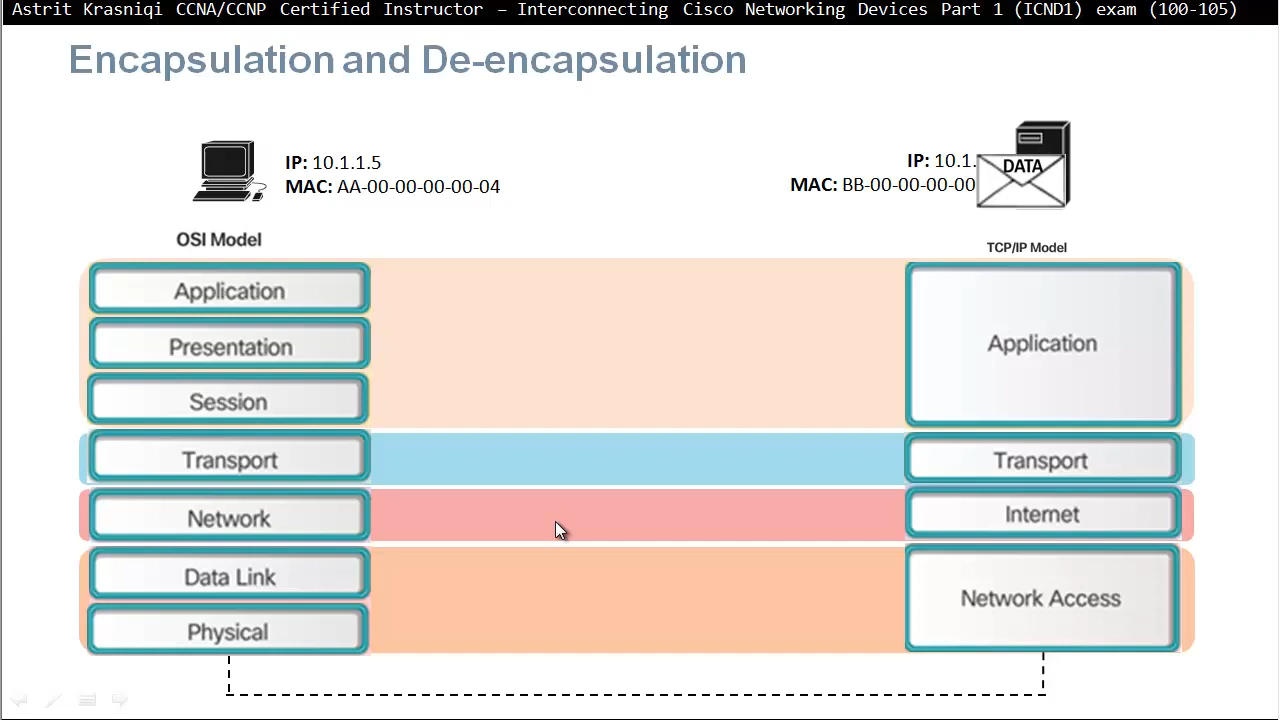 Astrit Krasniqi CCNA/CCNP Certified Instructor – Interconnecting Cisco Networking Devices Part 1 (ICND1) exam (100-105)
Encapsulation and De-encapsulation
IP: 10.1.1.5
MAC: AA-00-00-00-00-04
IP: 10.1.
MAC: BB-00-00-00-00
DATA
OSI Model
TCP/IP Model
Application
Presentation
Session
Transport
Network
Data Link
Physical
Application
Transport
Internet
Network Access